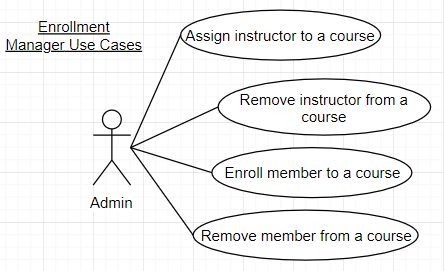 Enrollment
Manager Use Cases
Assign instructor to a course
Remove instructor from a
course
Enroll member to a course
Admin
Remove member from a course